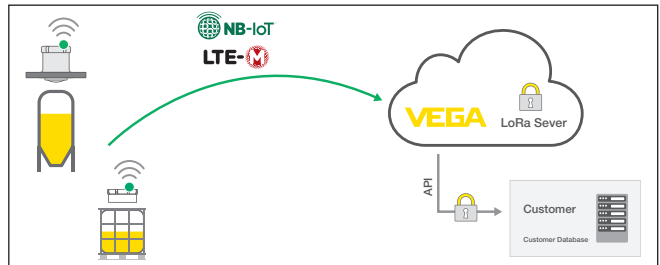 NB-IoT
LTE-M
VEGA
LoRa Sever
API
Customer
Customer Database